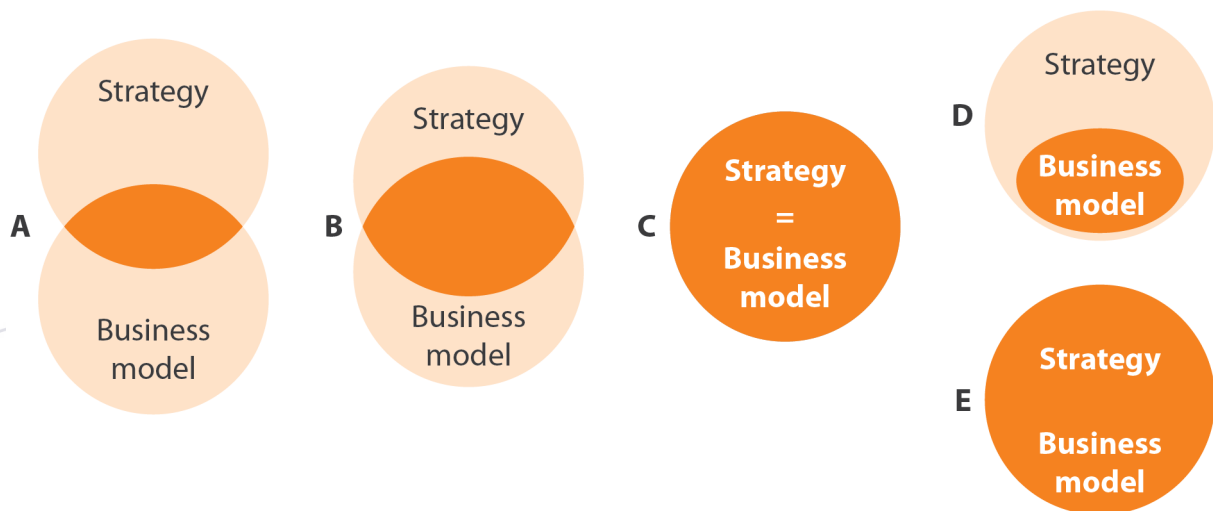 A
Strategy
Business
model
B
Strategy
Business
model
C
Strategy
=
Business
model
D
Strategy
Business
model
E
Strategy
Business
model